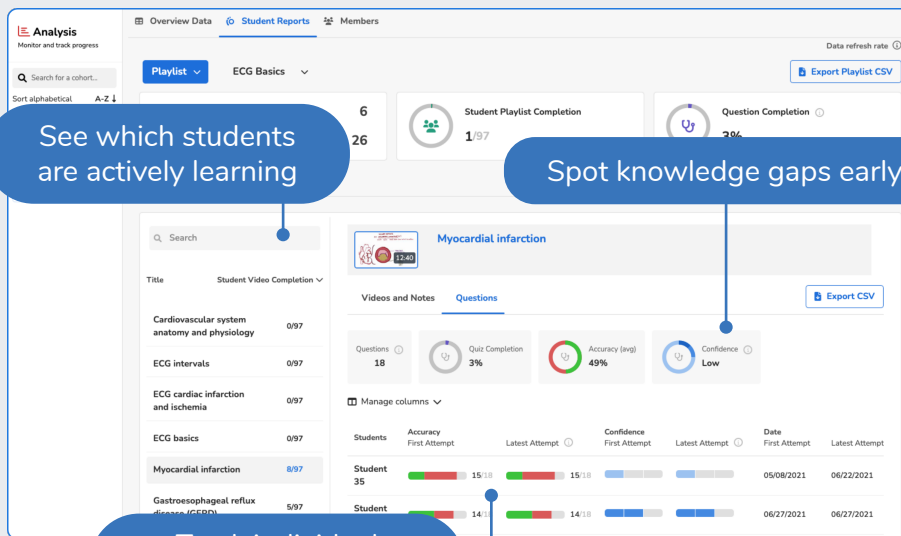 Analysis
Monitor and track progress
Search for a cohort...
Sort alphabetical A-Z ↓
Overview Data Student Reports Members
Data refresh rate
Playlist ECG Basics
Export Playlist CSV
6
26
Student Playlist Completion
1/97
Question Completion
3%
See which students
are actively learning
Spot knowledge gaps early
Search
Title Student Video Completion
Cardiovascular system
anatomy and physiology 0/97
ECG intervals 0/97
ECG cardiac infarction
and ischemia 0/97
ECG basics 0/97
Myocardial infarction 8/97
Gastroesophageal reflux
disease (GERD) 5/97
12:40
Myocardial infarction
Videos and Notes Questions
Export CSV
Questions
18
Quiz Completion
3%
Accuracy (avg)
49%
Confidence
Low
Manage columns
Students Accuracy Confidence Date
First Attempt Latest Attempt First Attempt Latest Attempt First Attempt Latest Attempt
Student
35 15/18 15/18 05/08/2021 06/22/2021
Student 14/18 14/18 06/27/2021 06/27/2021